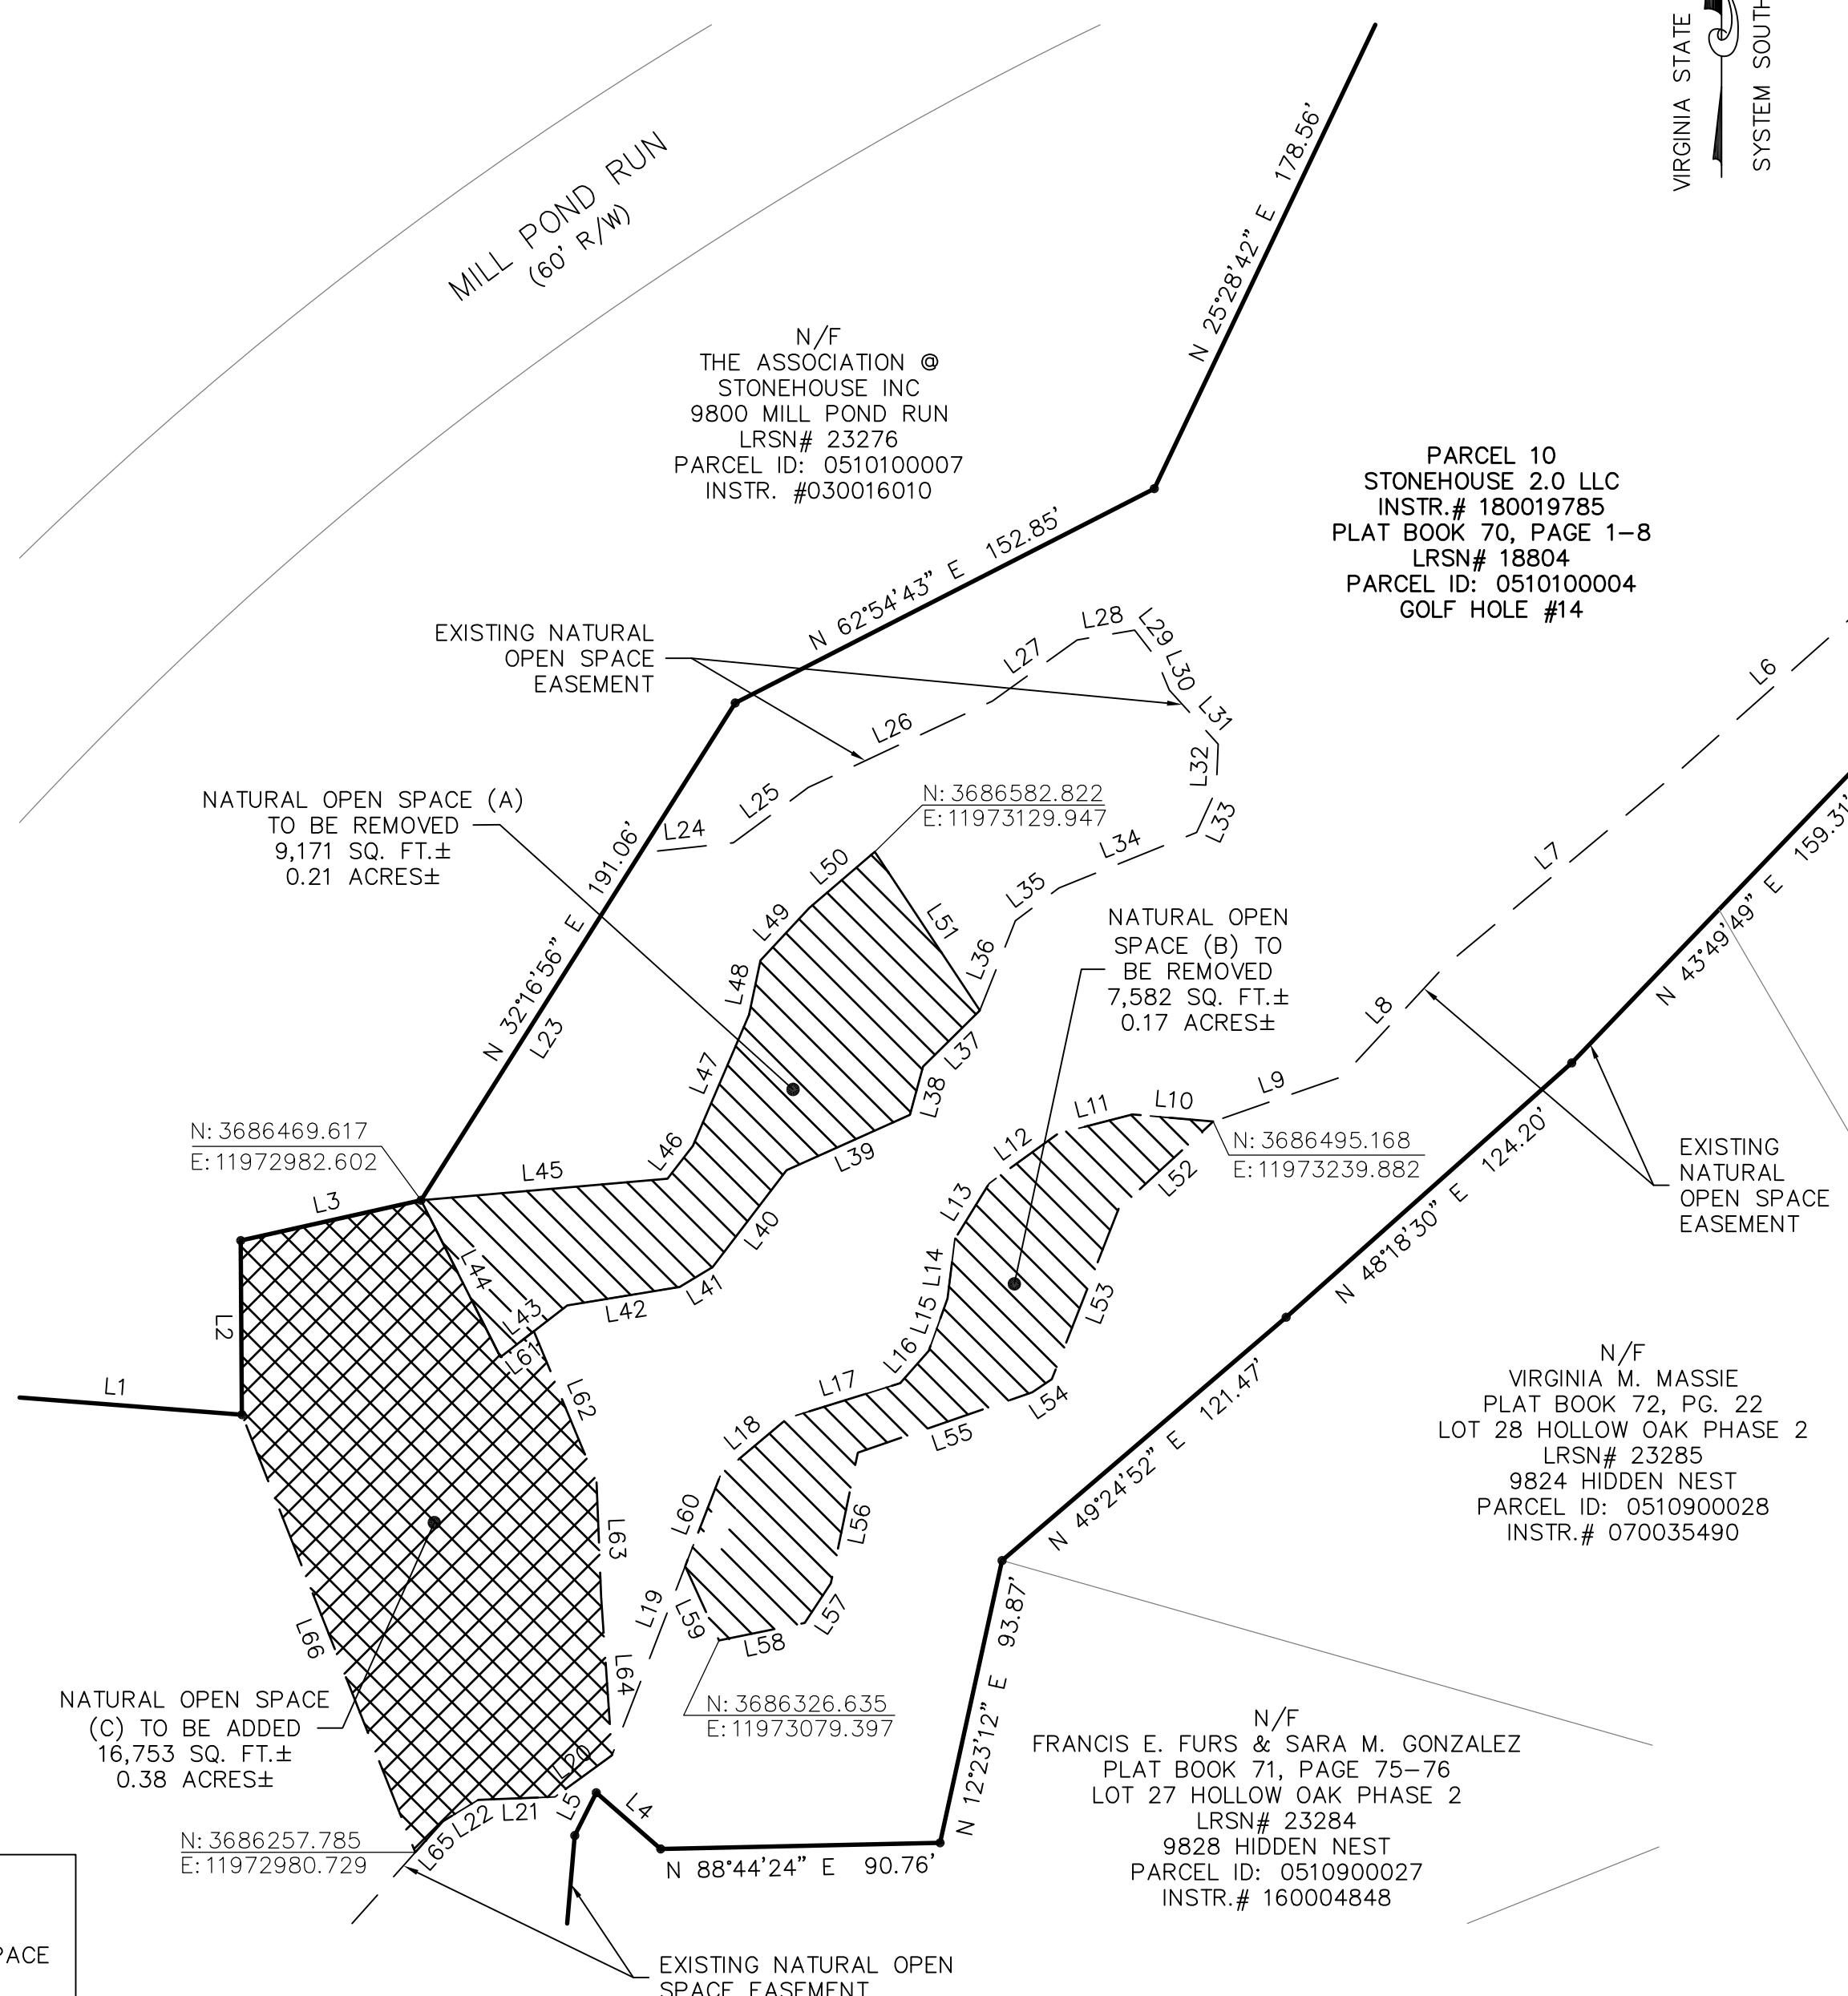 VIRGINIA STATE
SYSTEM SOUTH
MILL POND RUN
(60' R/W)
N 25°28'42" E 178.56'
N/F
THE ASSOCIATION @
STONEHOUSE INC
9800 MILL POND RUN
LRSN# 23276
PARCEL ID: 0510100007
INSTR. #030016010
PARCEL 10
STONEHOUSE 2.0 LLC
INSTR.# 180019785
PLAT BOOK 70, PAGE 1-8
LRSN# 18804
PARCEL ID: 0510100004
GOLF HOLE #14
N 62°54'43" E 152.85'
EXISTING NATURAL
OPEN SPACE
EASEMENT
L28
L29
L30
L27
L26
L31
L32
L33
L6
L25
L24
L7
NATURAL OPEN SPACE (A)
TO BE REMOVED
9,171 SQ. FT.±
0.21 ACRES±
N: 3686582.822
E: 11973129.947
N 32°16'56" E 191.06'
L23
L34
L35
L36
L50
L51
L49
L48
L47
L46
L37
L38
L39
L40
L41
L42
L43
L44
L45
NATURAL OPEN
SPACE (B) TO
BE REMOVED
7,582 SQ. FT.±
0.17 ACRES±
L8
L9
L10
L11
L12
L13
L14
L15
L16
L17
L18
L52
L53
L54
L55
L56
L57
L58
L59
L60
L19
N 43°49'49" E 159.31'
N: 3686469.617
E: 11972982.602
N: 3686495.168
E: 11973239.882
N 48°18'30" E 124.20'
EXISTING
NATURAL
OPEN SPACE
EASEMENT
L3
L2
L1
L61
L62
L63
L64
L66
N 49°24'52" E 121.47'
N/F
VIRGINIA M. MASSIE
PLAT BOOK 72, PG. 22
LOT 28 HOLLOW OAK PHASE 2
LRSN# 23285
9824 HIDDEN NEST
PARCEL ID: 0510900028
INSTR.# 070035490
N 12°23'12" E 93.87'
NATURAL OPEN SPACE
(C) TO BE ADDED
16,753 SQ. FT.±
0.38 ACRES±
N: 3686326.635
E: 11973079.397
N/F
FRANCIS E. FURS & SARA M. GONZALEZ
PLAT BOOK 71, PAGE 75-76
LOT 27 HOLLOW OAK PHASE 2
LRSN# 23284
9828 HIDDEN NEST
PARCEL ID: 0510900027
INSTR.# 160004848
L20
L21
L22
L65
L5
L4
N: 3686257.785
E: 11972980.729
N 88°44'24" E 90.76'
PACE
EXISTING NATURAL OPEN
SPACE EASEMENT